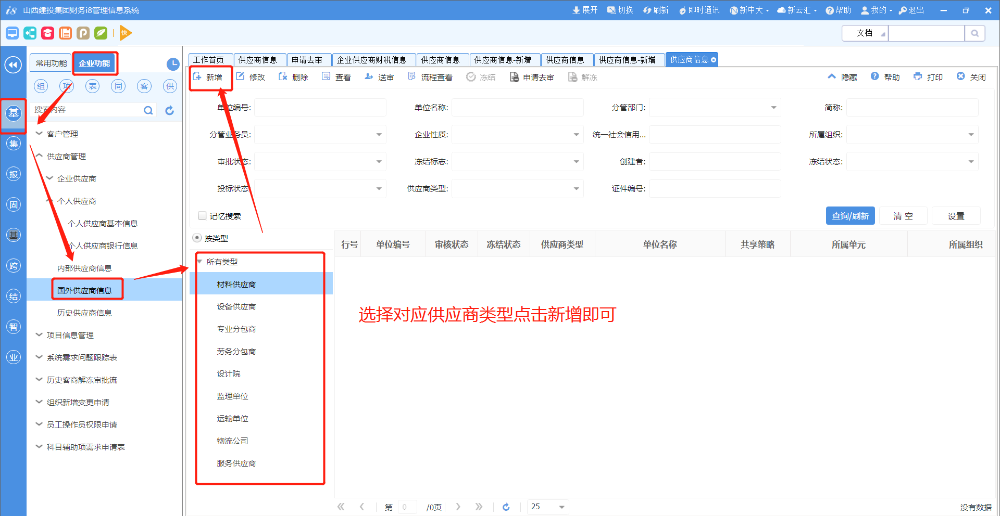 i8 山西建投集团财务i8管理信息系统
展开 切换 刷新 即时通讯 新中大 新云汇 帮助 我的 退出
快
文档
常用功能 企业功能
组 项 表 同 客 供
搜索内容
基
集
报
固
基
跨
结
智
业
客户管理
供应商管理
企业供应商
个人供应商
个人供应商基本信息
个人供应商银行信息
内部供应商信息
国外供应商信息
历史供应商信息
项目信息管理
系统需求问题跟踪表
历史客商解冻审批流
组织新增变更申请
员工操作员权限申请
科目辅助项需求申请表
工作首页 供应商信息 申请去审 企业供应商财税信息 供应商信息 供应商信息-新增 供应商信息 供应商信息-新增 供应商信息
新增 修改 删除 查看 送审 流程查看 冻结 申请去审 解冻 隐藏 帮助 打印 关闭
单位编号: 单位名称: 分管部门: 简称:
分管业务员: 企业性质: 统一社会信用... 所属组织:
审批状态: 冻结标志: 创建者: 冻结状态:
投标状态: 供应商类型: 证件编号:
记忆搜索 查询/刷新 清 空 设置
按类型
所有类型
材料供应商
设备供应商
专业分包商
劳务分包商
设计院
监理单位
运输单位
物流公司
服务供应商
行号 单位编号 审核状态 冻结状态 供应商类型 单位名称 共享策略 所属单元 所属组织
选择对应供应商类型点击新增即可
第 0 /0页 25 没有数据